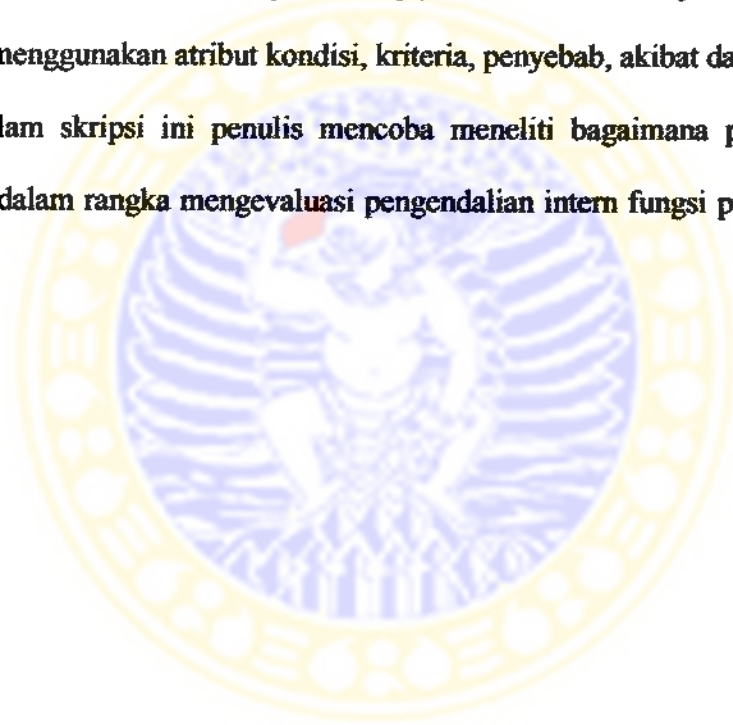 menggunakan atribut kondisi, kriteria, penyebab, akibat da
lam skripsi ini penulis mencoba meneliti bagaimana p
dalam rangka mengevaluasi pengendalian intern fungsi p